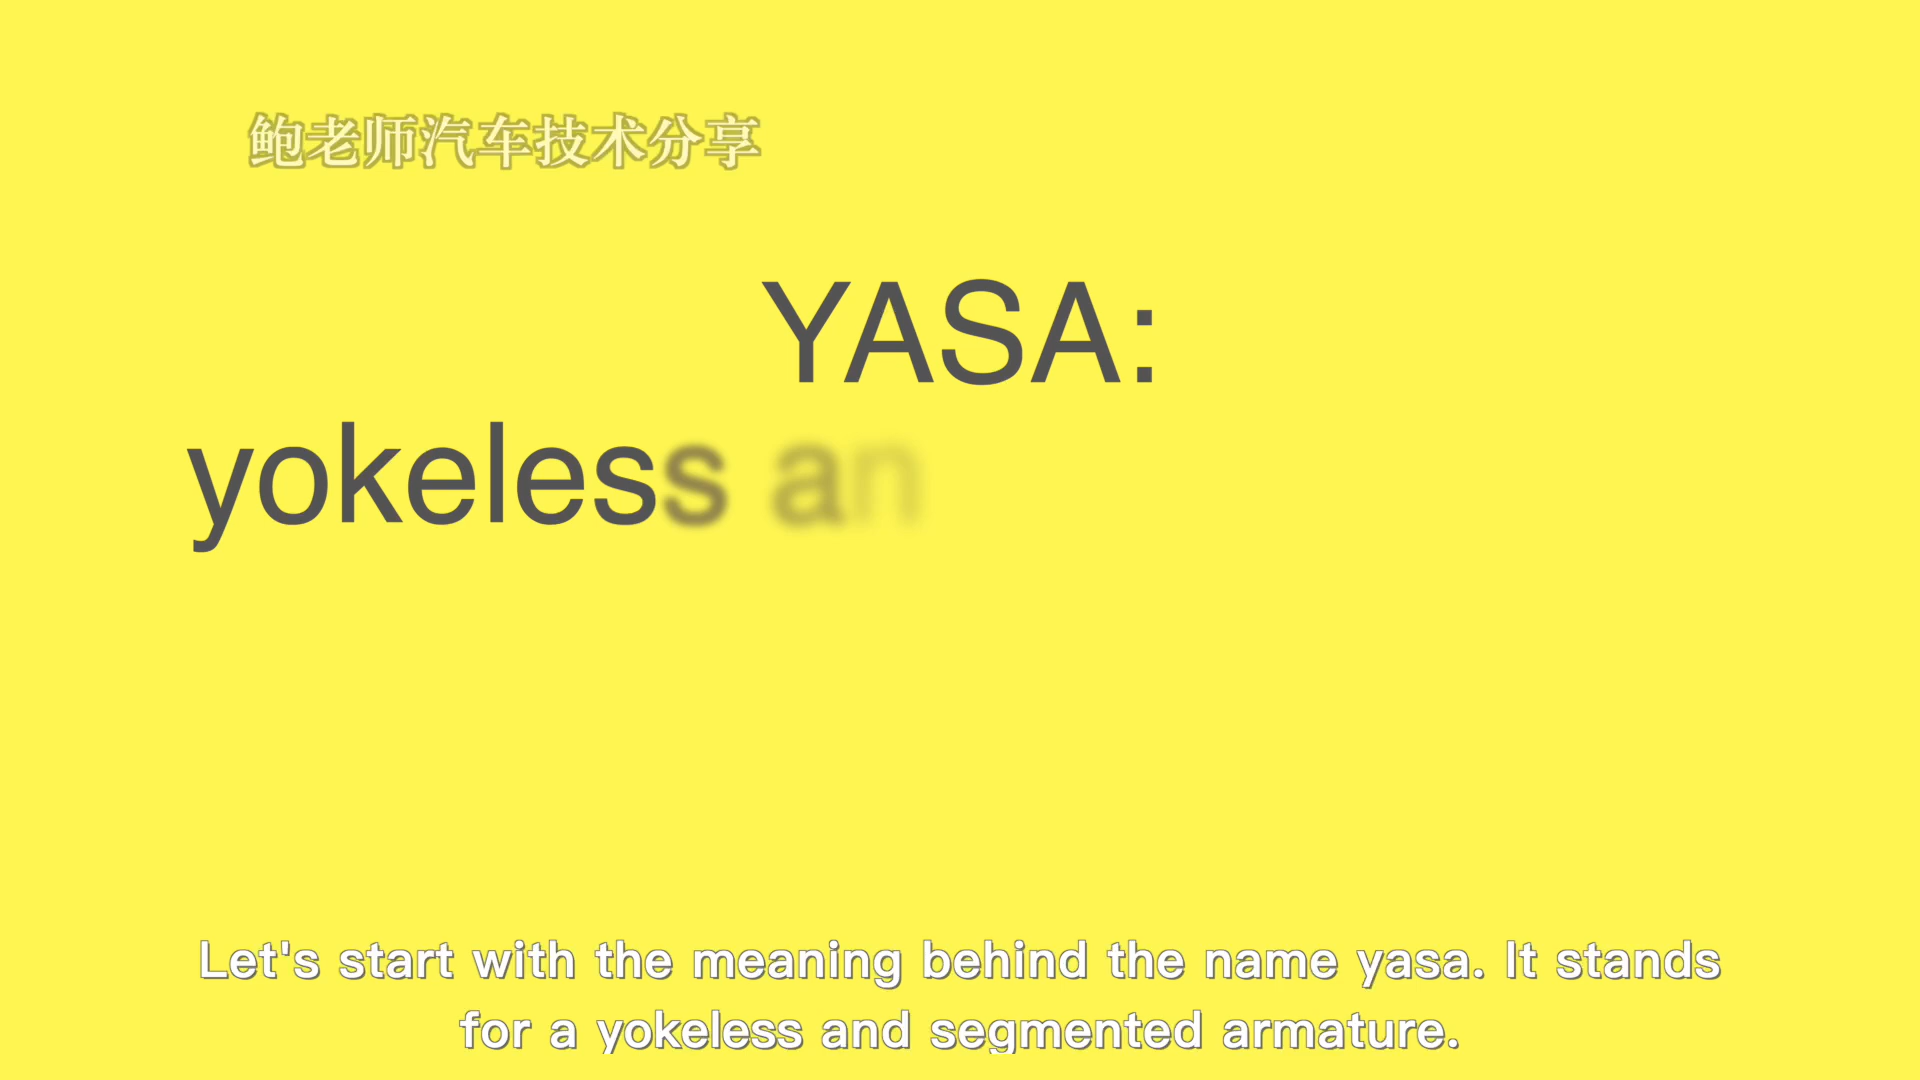 鲍老师汽车技术分享
YASA:
yokeless an
Let's start with the meaning behind the name yasa. It stands
for a yokeless and segmented armature.